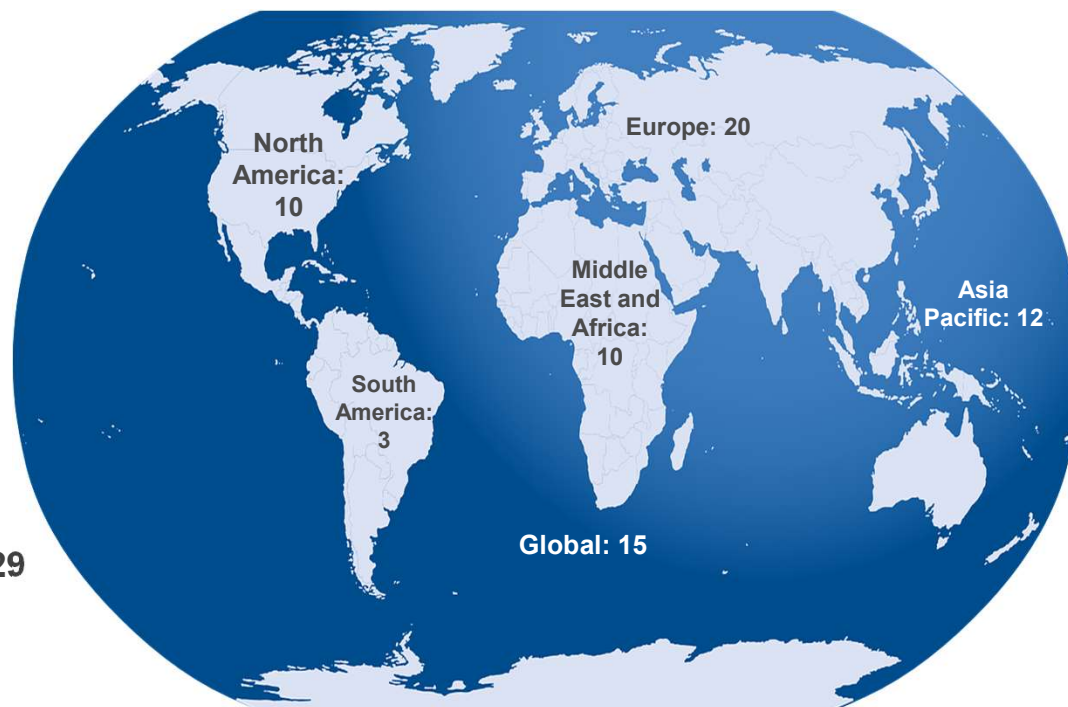 North
America:
10
Europe: 20
Middle
East and
Africa:
10
Asia
Pacific: 12
South
America:
3
Global: 15
29